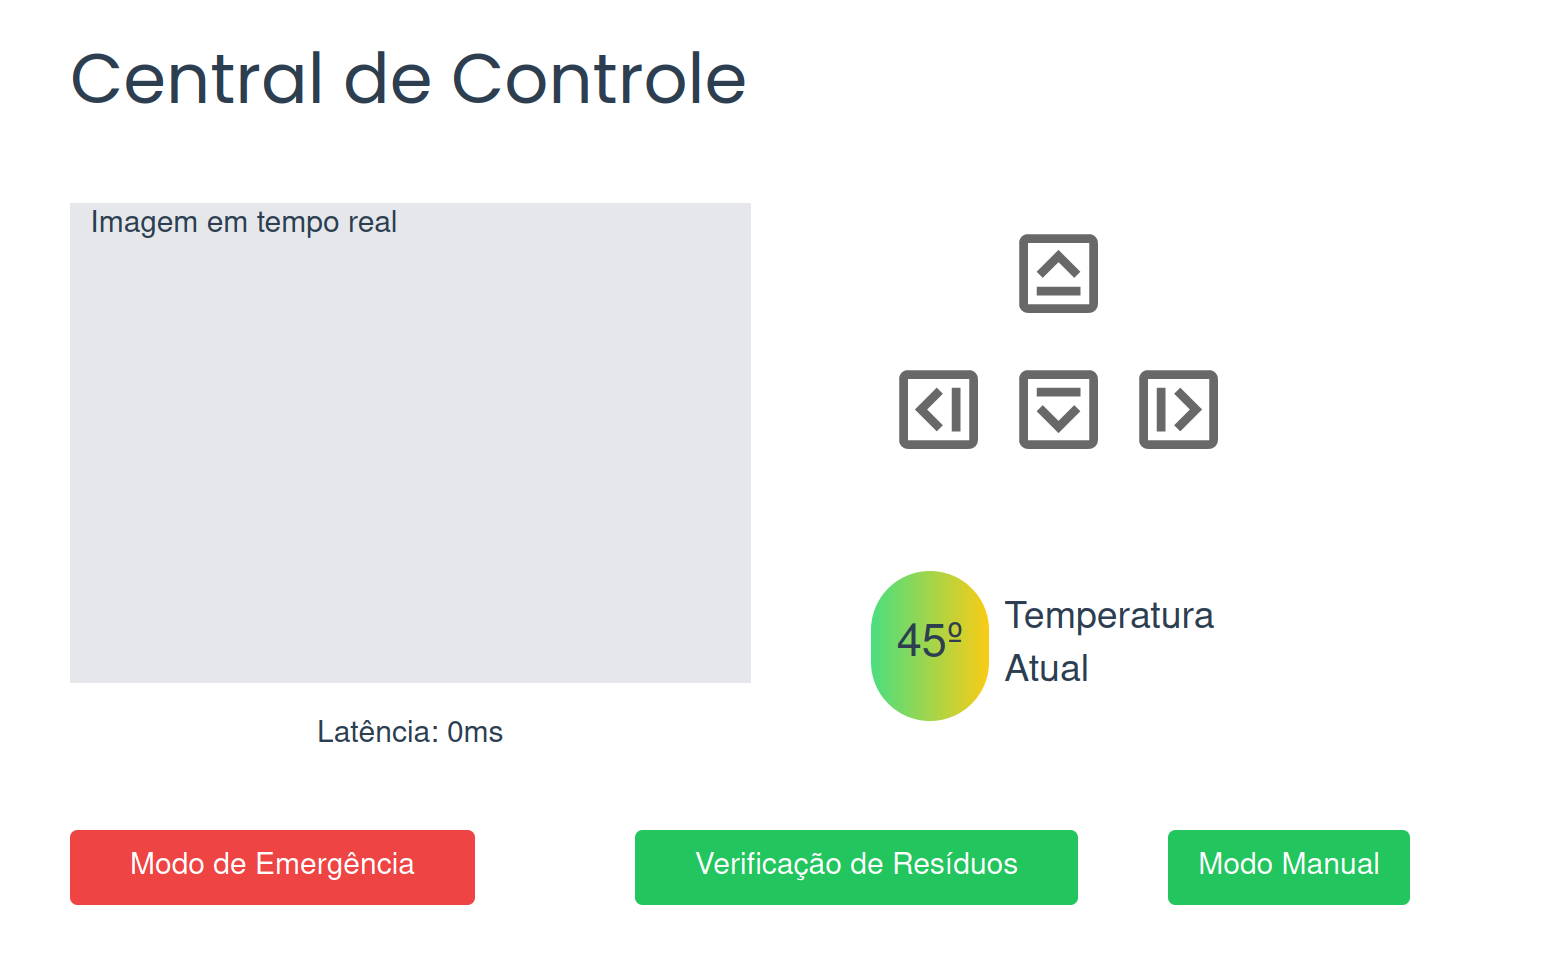 Central de Controle
Imagem em tempo real
45º
Temperatura
Atual
Latência: 0ms
Modo de Emergência
Verificação de Resíduos
Modo Manual